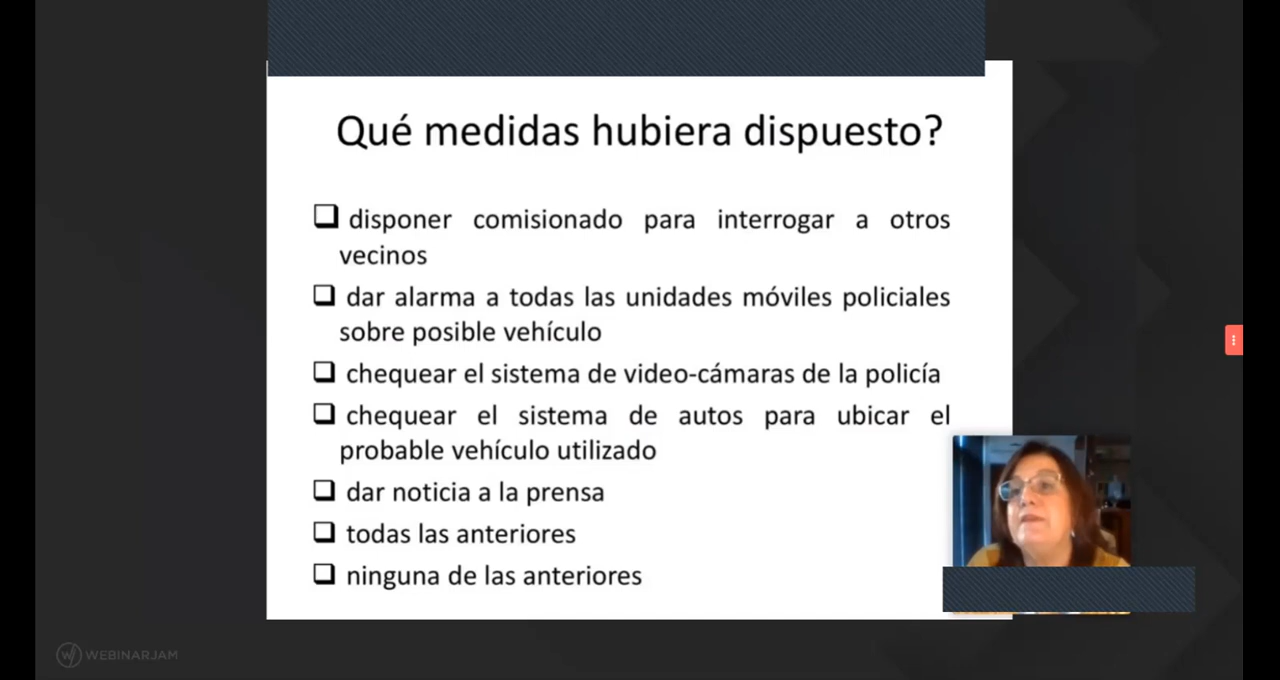 Qué medidas hubiera dispuesto?
disponer comisionado para interrogar a otros
vecinos
dar alarma a todas las unidades móviles policiales
sobre posible vehículo
chequear el sistema de video-cámaras de la policía
chequear el sistema de autos para ubicar el
probable vehículo utilizado
dar noticia a la prensa
todas las anteriores
ninguna de las anteriores
WEBINARJAM